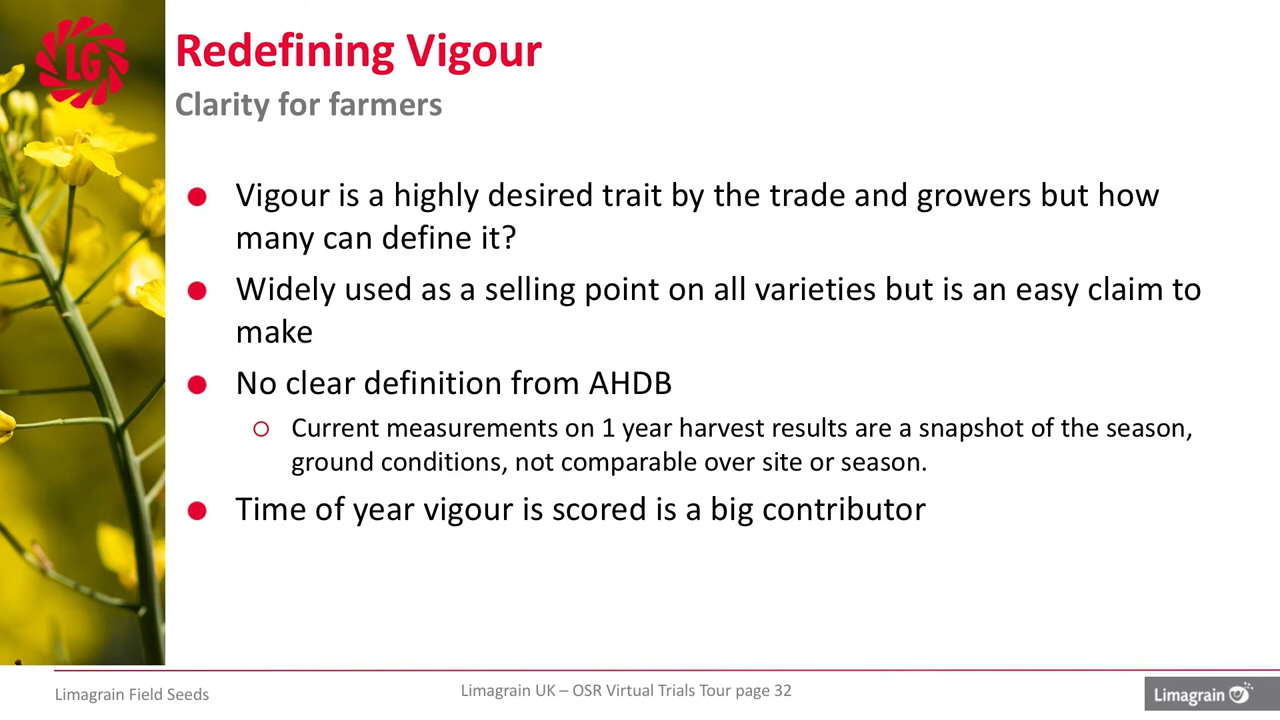 LG
Redefining Vigour
Clarity for farmers
Vigour is a highly desired trait by the trade and growers but how
many can define it?
Widely used as a selling point on all varieties but is an easy claim to
make
No clear definition from AHDB
Current measurements on 1 year harvest results are a snapshot of the season,
ground conditions, not comparable over site or season.
Time of year vigour is scored is a big contributor
Limagrain Field Seeds
Limagrain UK – OSR Virtual Trials Tour page 32
Limagrain